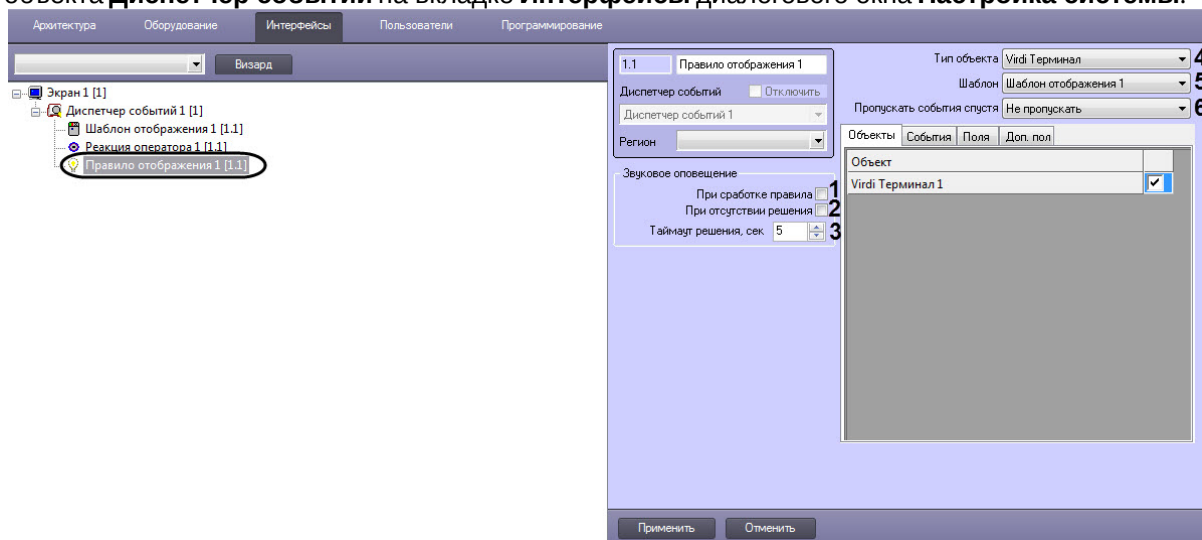 объекта Диспетчер событий на вкладке Интерфейсы диалогового окна Настройка системы.
Архитектура Оборудование Интерфейсы Пользователи Программирование
Визард
Экран 1 [1]
Диспетчер событий 1 [1]
Шаблон отображения 1 [1.1]
Реакция оператора 1 [1.1]
Правило отображения 1 [1.1]
1.1 Правило отображения 1
Диспетчер событий Отключить
Диспетчер событий 1
Регион
Звуковое оповещение
При сработке правила 1
При отсутствии решения 2
Таймаут решения, сек 5 3
Тип объекта Virdi Терминал 4
Шаблон Шаблон отображения 1 5
Пропускать события спустя Не пропускать 6
Объекты События Поля Доп. пол
Объект
Virdi Терминал 1
Применить Отменить